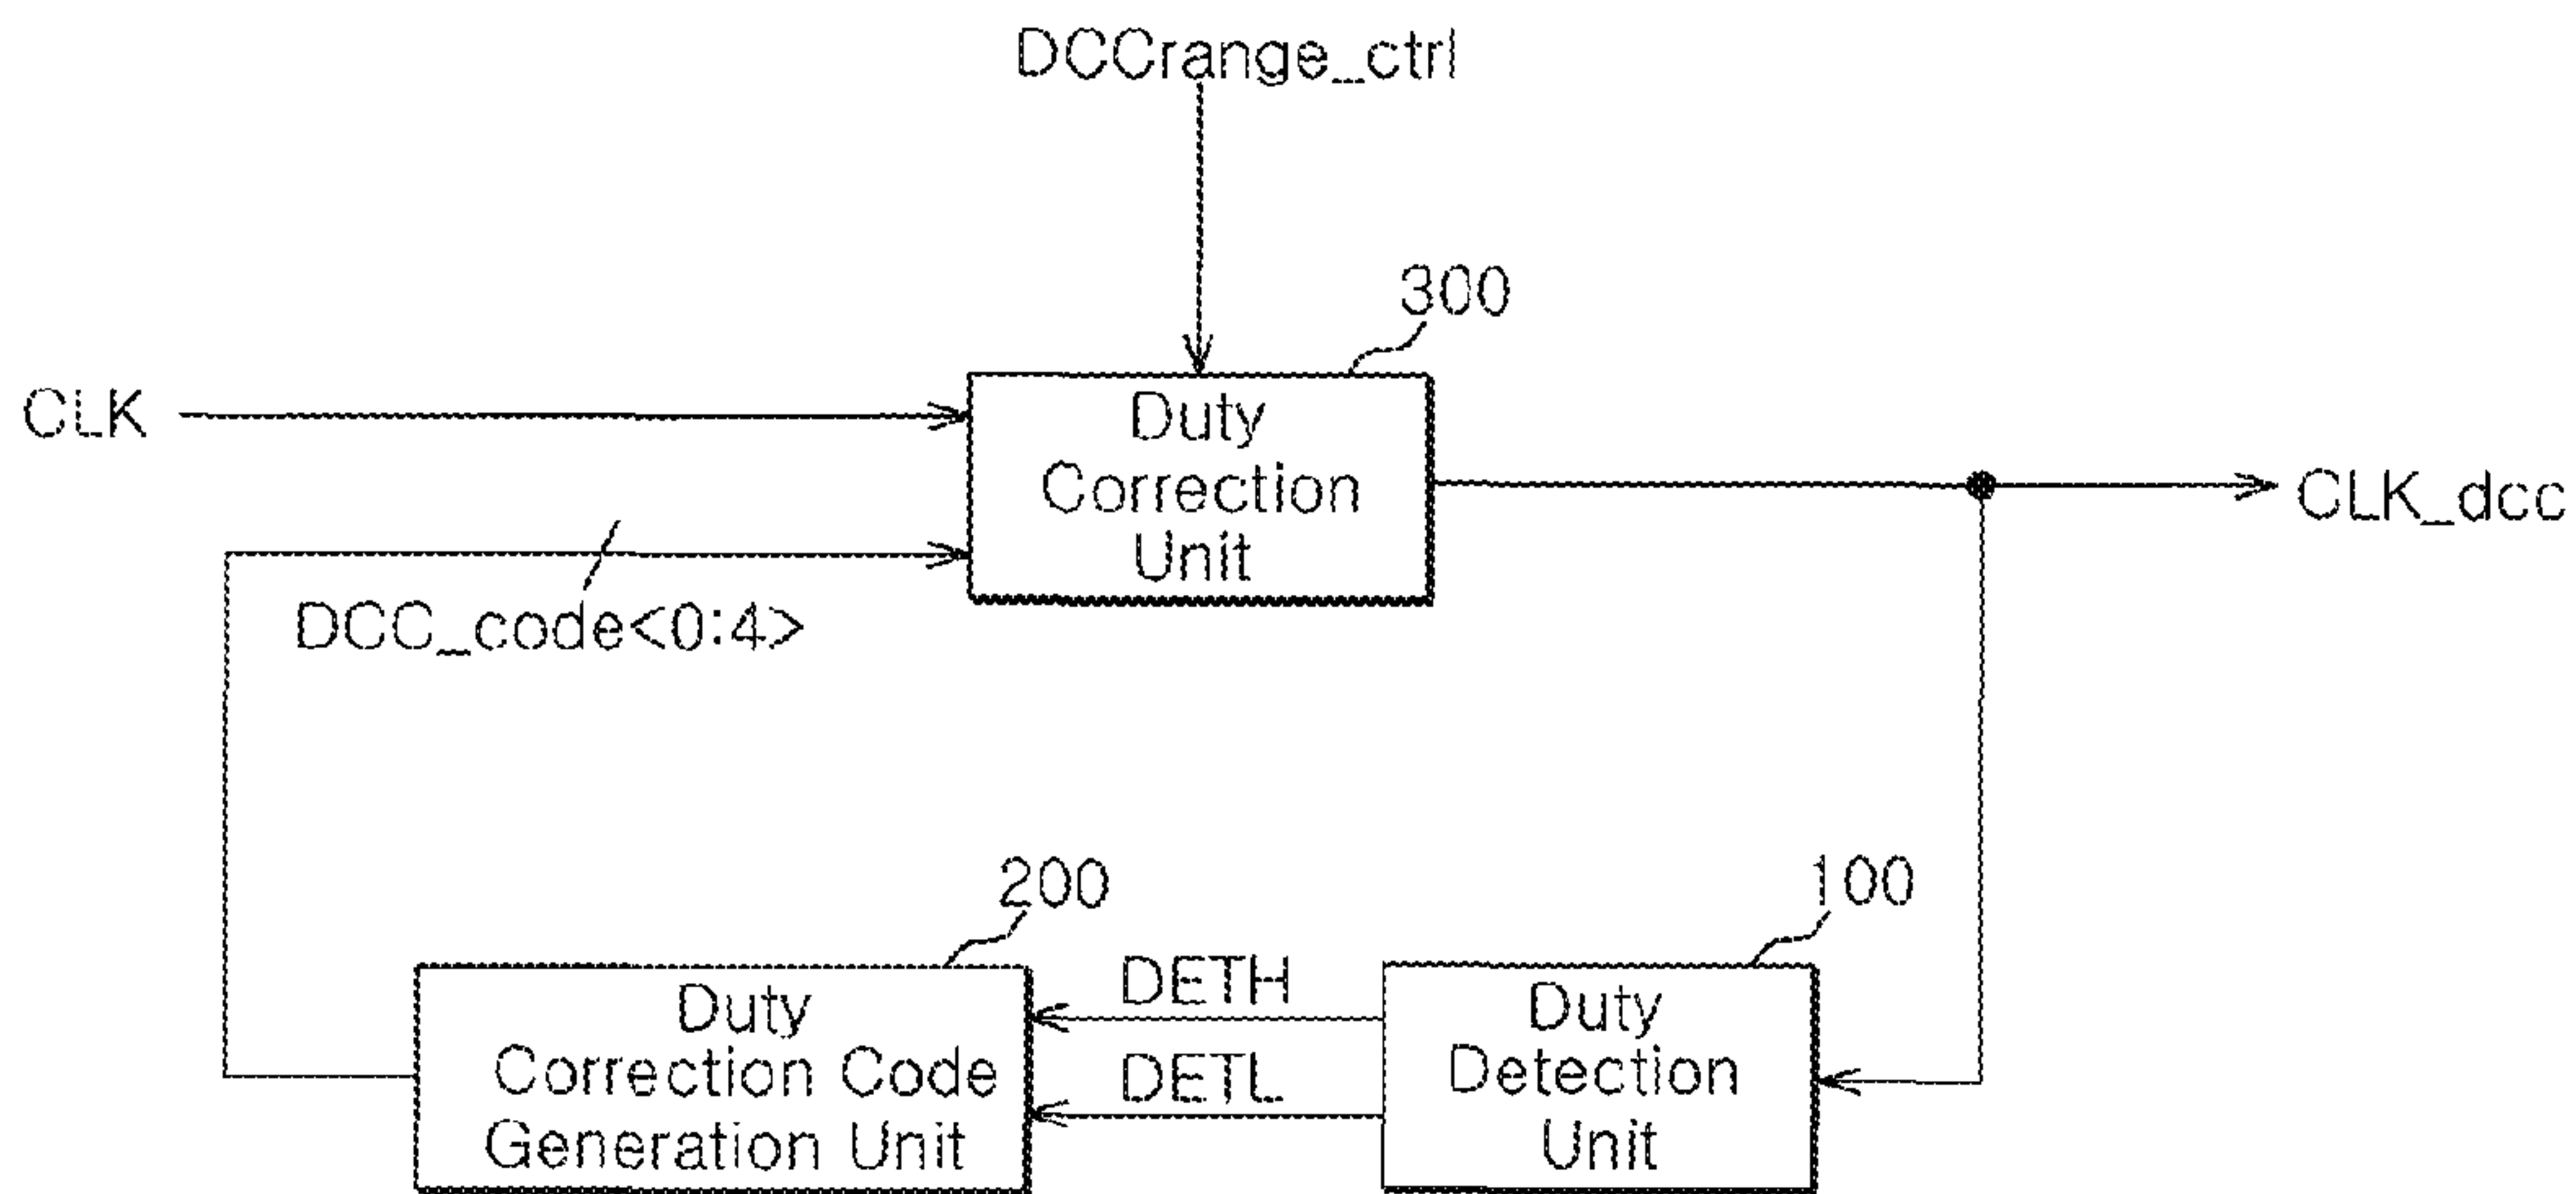 DCCrange_ctrl
300
CLK
Duty
Correction
Unit
CLK_dcc
DCC_code<0:4>
200
100
Duty
Correction Code
Generation Unit
DETH
DETL
Duty
Detection
Unit